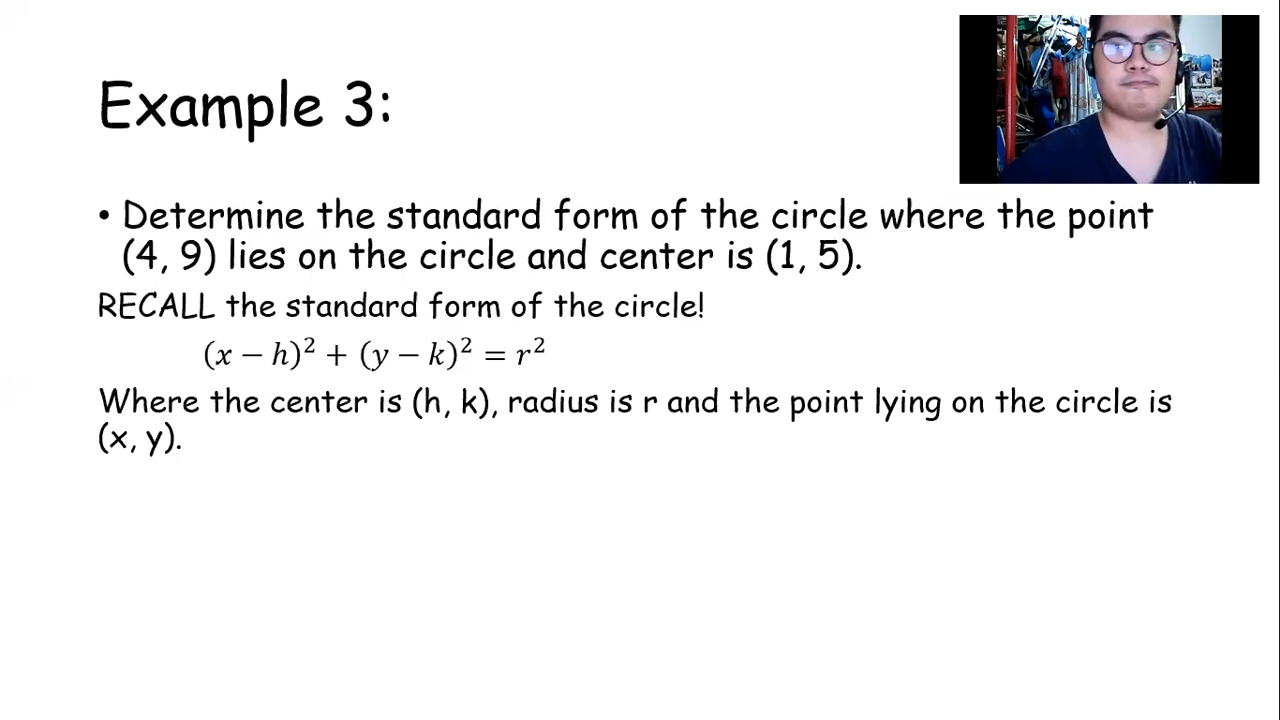 Example 3:
• Determine the standard form of the circle where the point
(4, 9) lies on the circle and center is (1, 5).
RECALL the standard form of the circle!
(x − h)² + (y − k)² = r²
Where the center is (h, k), radius is r and the point lying on the circle is
(x, y).